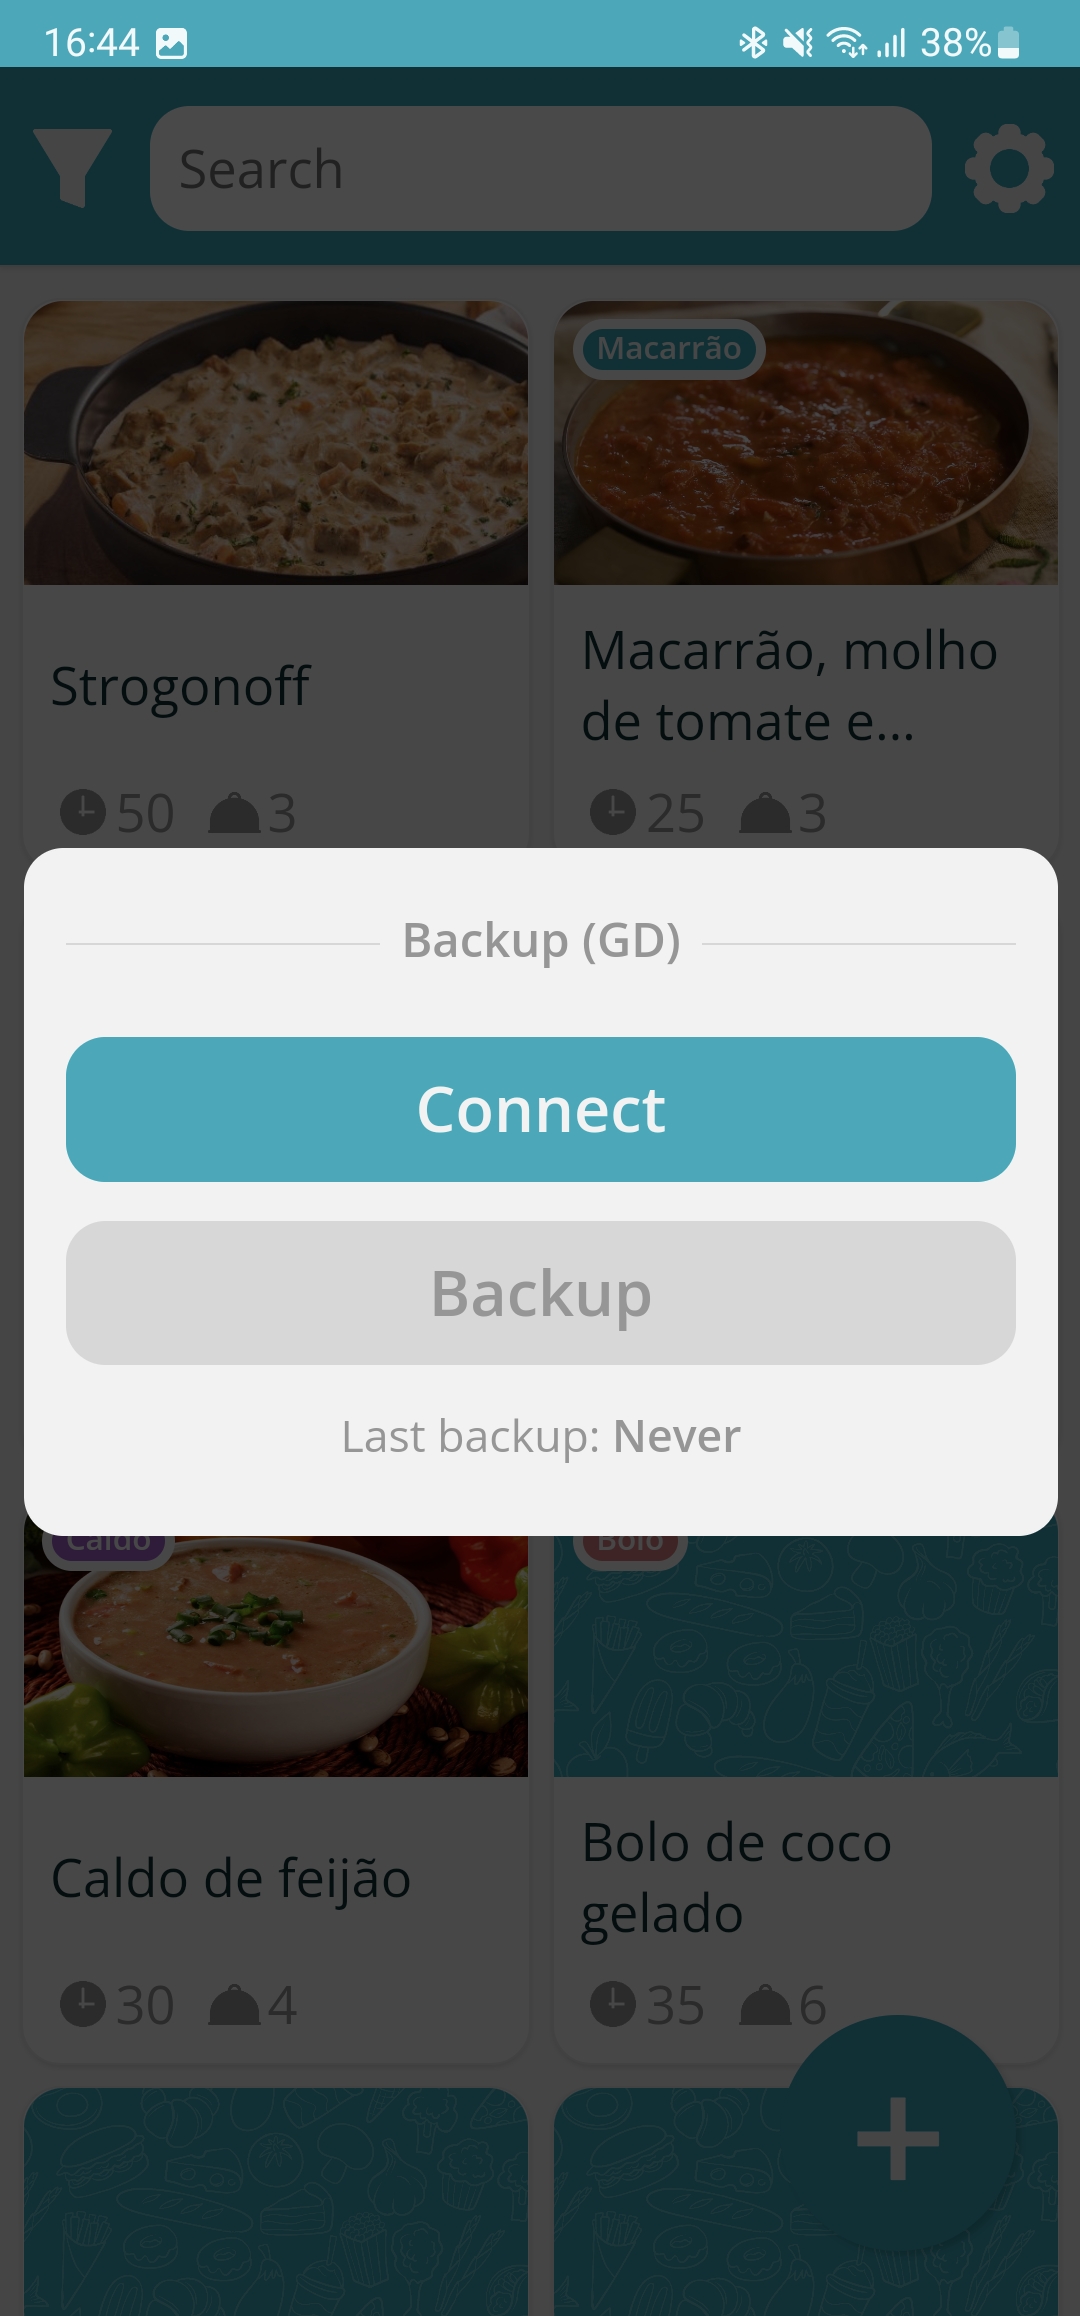 16:44
38%
Search
Macarrão
Strogonoff
Macarrão, molho
de tomate e...
50
3
25
3
Backup (GD)
Connect
Backup
Last backup: Never
Caldo
Bolo
Caldo de feijão
Bolo de coco
gelado
30
4
35
6